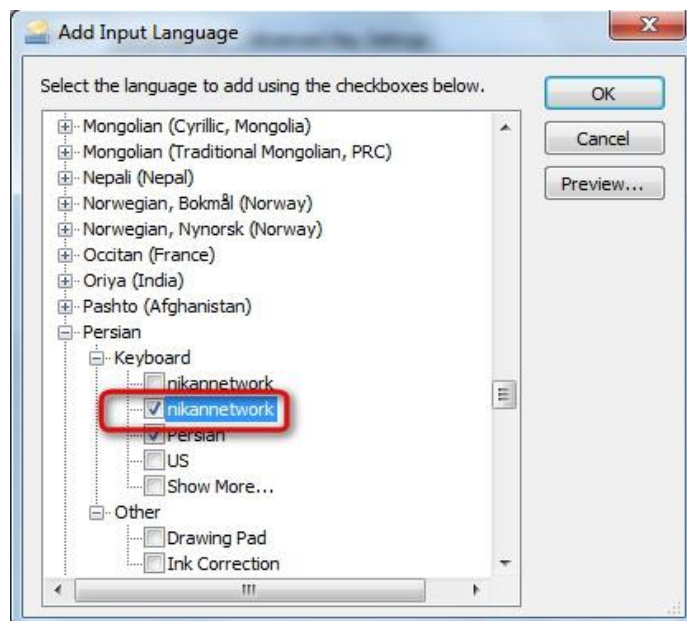 Add Input Language
Select the language to add using the checkboxes below.
Mongolian (Cyrillic, Mongolia)
Mongolian (Traditional Mongolian, PRC)
Nepali (Nepal)
Norwegian, Bokmål (Norway)
Norwegian, Nynorsk (Norway)
Occitan (France)
Oriya (India)
Pashto (Afghanistan)
Persian
Keyboard
nikannetwork
nikannetwork
Persian
US
Show More...
Other
Drawing Pad
Ink Correction
OK
Cancel
Preview...